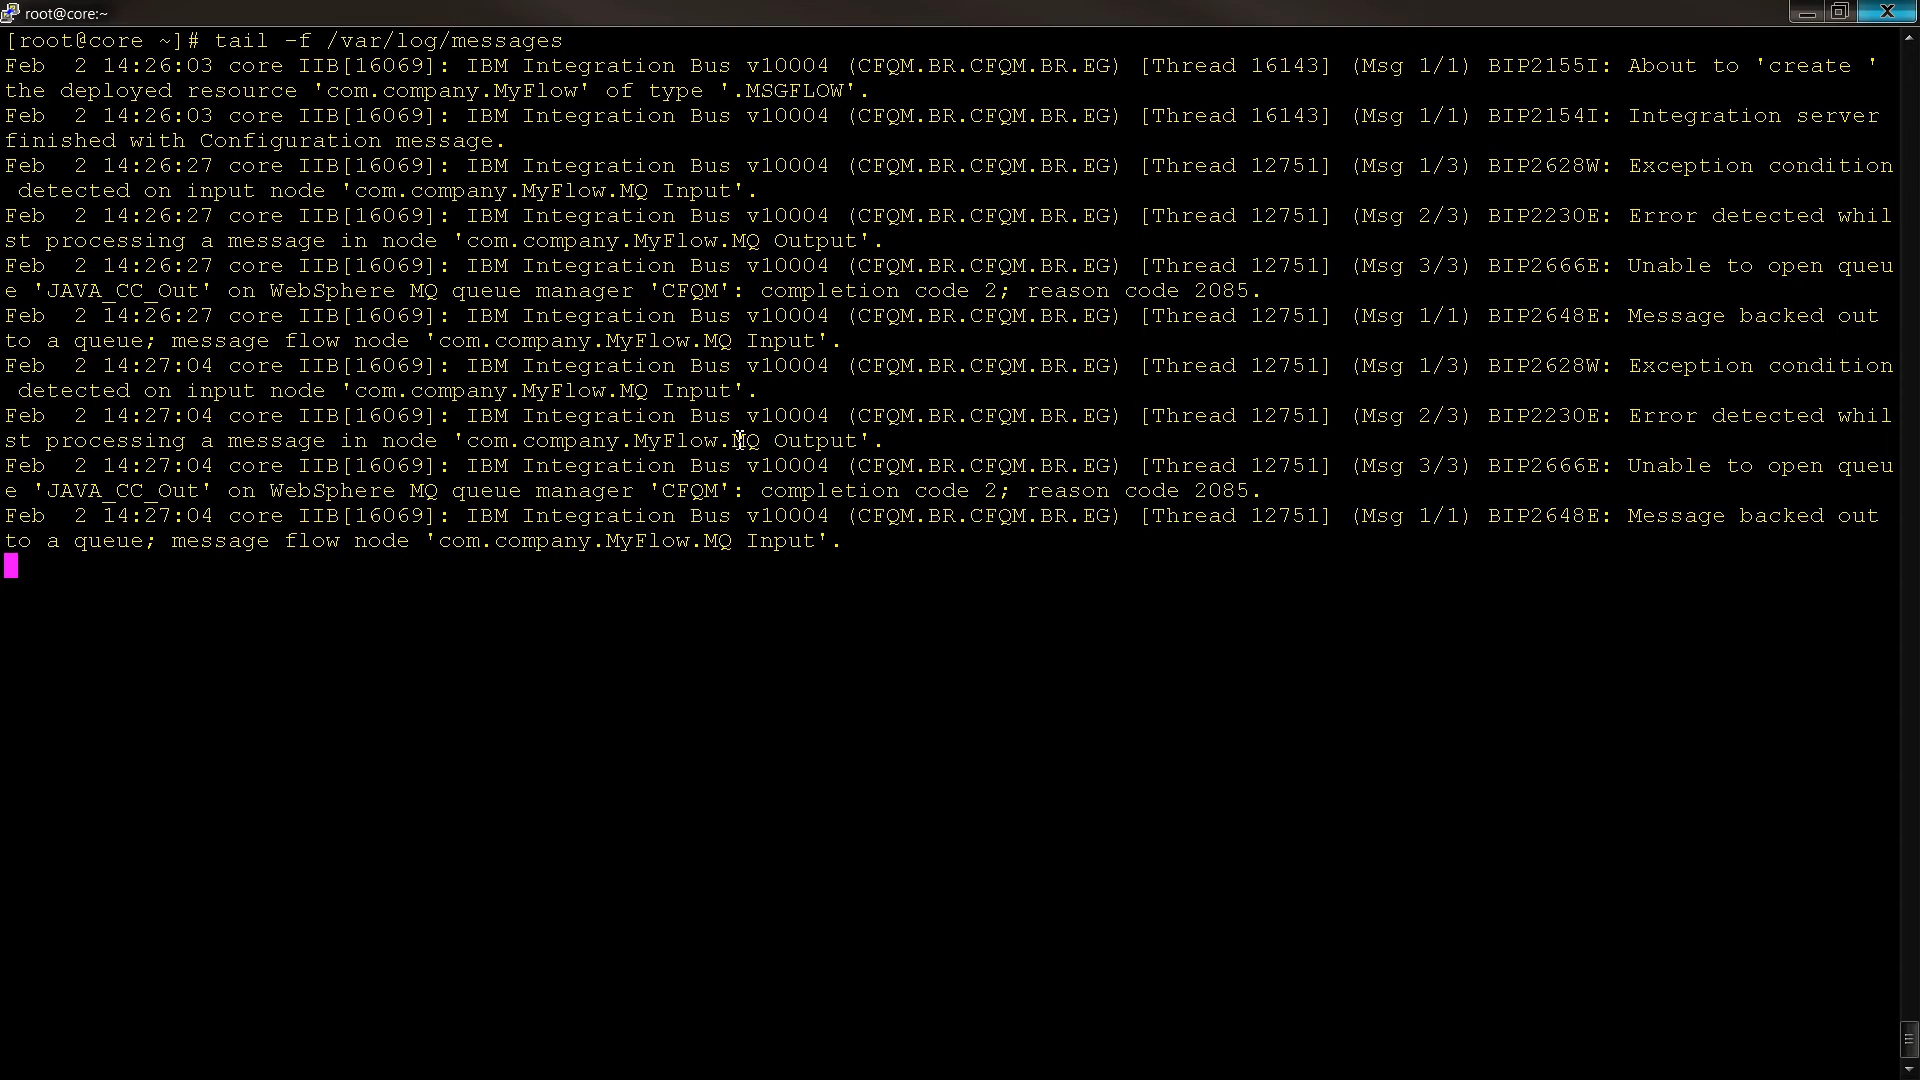 root@core:~
[root@core ~]# tail -f /var/log/messages
Feb  2 14:26:03 core IIB[16069]: IBM Integration Bus v10004 (CFQM.BR.CFQM.BR.EG) [Thread 16143] (Msg 1/1) BIP2155I: About to 'create '
the deployed resource 'com.company.MyFlow' of type '.MSGFLOW'.
Feb  2 14:26:03 core IIB[16069]: IBM Integration Bus v10004 (CFQM.BR.CFQM.BR.EG) [Thread 16143] (Msg 1/1) BIP2154I: Integration server
finished with Configuration message.
Feb  2 14:26:27 core IIB[16069]: IBM Integration Bus v10004 (CFQM.BR.CFQM.BR.EG) [Thread 12751] (Msg 1/3) BIP2628W: Exception condition
 detected on input node 'com.company.MyFlow.MQ Input'.
Feb  2 14:26:27 core IIB[16069]: IBM Integration Bus v10004 (CFQM.BR.CFQM.BR.EG) [Thread 12751] (Msg 2/3) BIP2230E: Error detected whil
st processing a message in node 'com.company.MyFlow.MQ Output'.
Feb  2 14:26:27 core IIB[16069]: IBM Integration Bus v10004 (CFQM.BR.CFQM.BR.EG) [Thread 12751] (Msg 3/3) BIP2666E: Unable to open queu
e 'JAVA_CC_Out' on WebSphere MQ queue manager 'CFQM': completion code 2; reason code 2085.
Feb  2 14:26:27 core IIB[16069]: IBM Integration Bus v10004 (CFQM.BR.CFQM.BR.EG) [Thread 12751] (Msg 1/1) BIP2648E: Message backed out
to a queue; message flow node 'com.company.MyFlow.MQ Input'.
Feb  2 14:27:04 core IIB[16069]: IBM Integration Bus v10004 (CFQM.BR.CFQM.BR.EG) [Thread 12751] (Msg 1/3) BIP2628W: Exception condition
 detected on input node 'com.company.MyFlow.MQ Input'.
Feb  2 14:27:04 core IIB[16069]: IBM Integration Bus v10004 (CFQM.BR.CFQM.BR.EG) [Thread 12751] (Msg 2/3) BIP2230E: Error detected whil
st processing a message in node 'com.company.MyFlow.MQ Output'.
Feb  2 14:27:04 core IIB[16069]: IBM Integration Bus v10004 (CFQM.BR.CFQM.BR.EG) [Thread 12751] (Msg 3/3) BIP2666E: Unable to open queu
e 'JAVA_CC_Out' on WebSphere MQ queue manager 'CFQM': completion code 2; reason code 2085.
Feb  2 14:27:04 core IIB[16069]: IBM Integration Bus v10004 (CFQM.BR.CFQM.BR.EG) [Thread 12751] (Msg 1/1) BIP2648E: Message backed out
to a queue; message flow node 'com.company.MyFlow.MQ Input'.